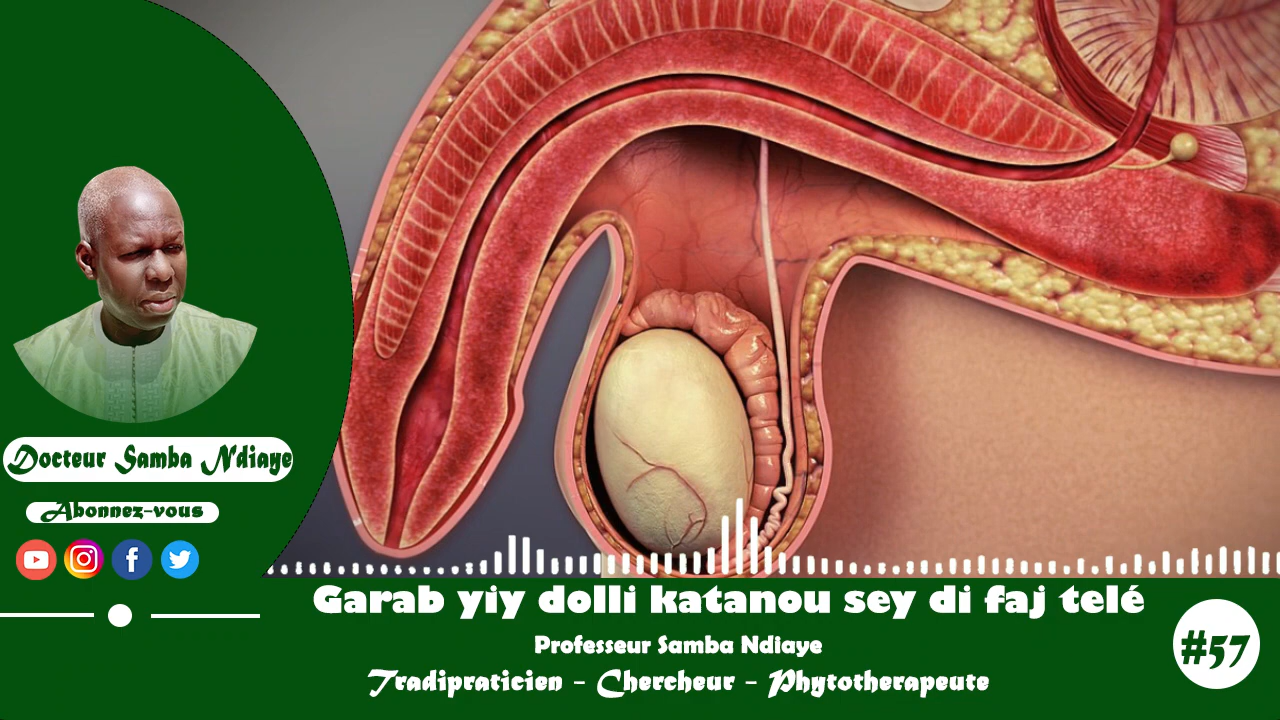 Docteur Samba N'diaye
Abonnez-vous
Garab yiy dolli katanou sey di faj telé
Professeur Samba Ndiaye
Tradipraticien - Chercheur - Phytotherapeute
#57